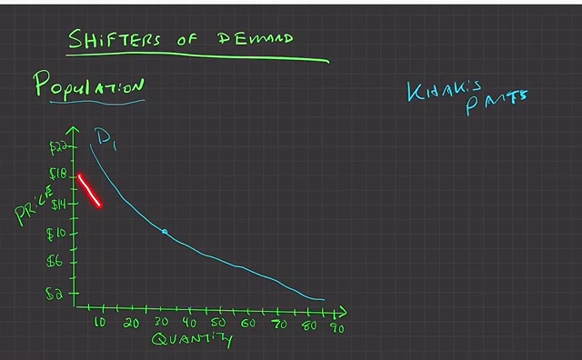 SHIFTERS OF DEMAND
POPULATION
KHAKIS
PANTS
D1
$22
$18
$14
$10
$6
$2
PRICE
10 20 30 40 50 60 70 80 90
QUANTITY